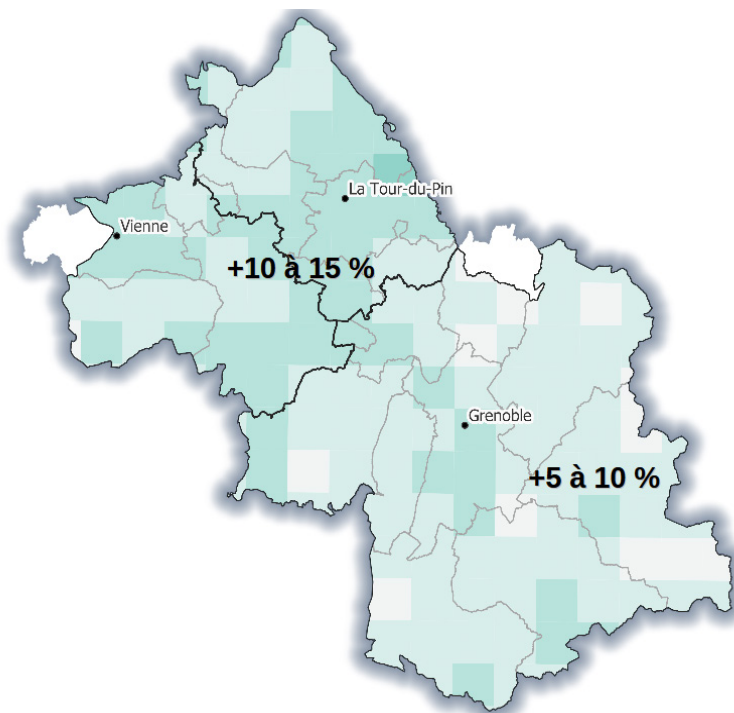 La Tour-du-Pin
Vienne
+10 à 15 %
Grenoble
+5 à 10 %